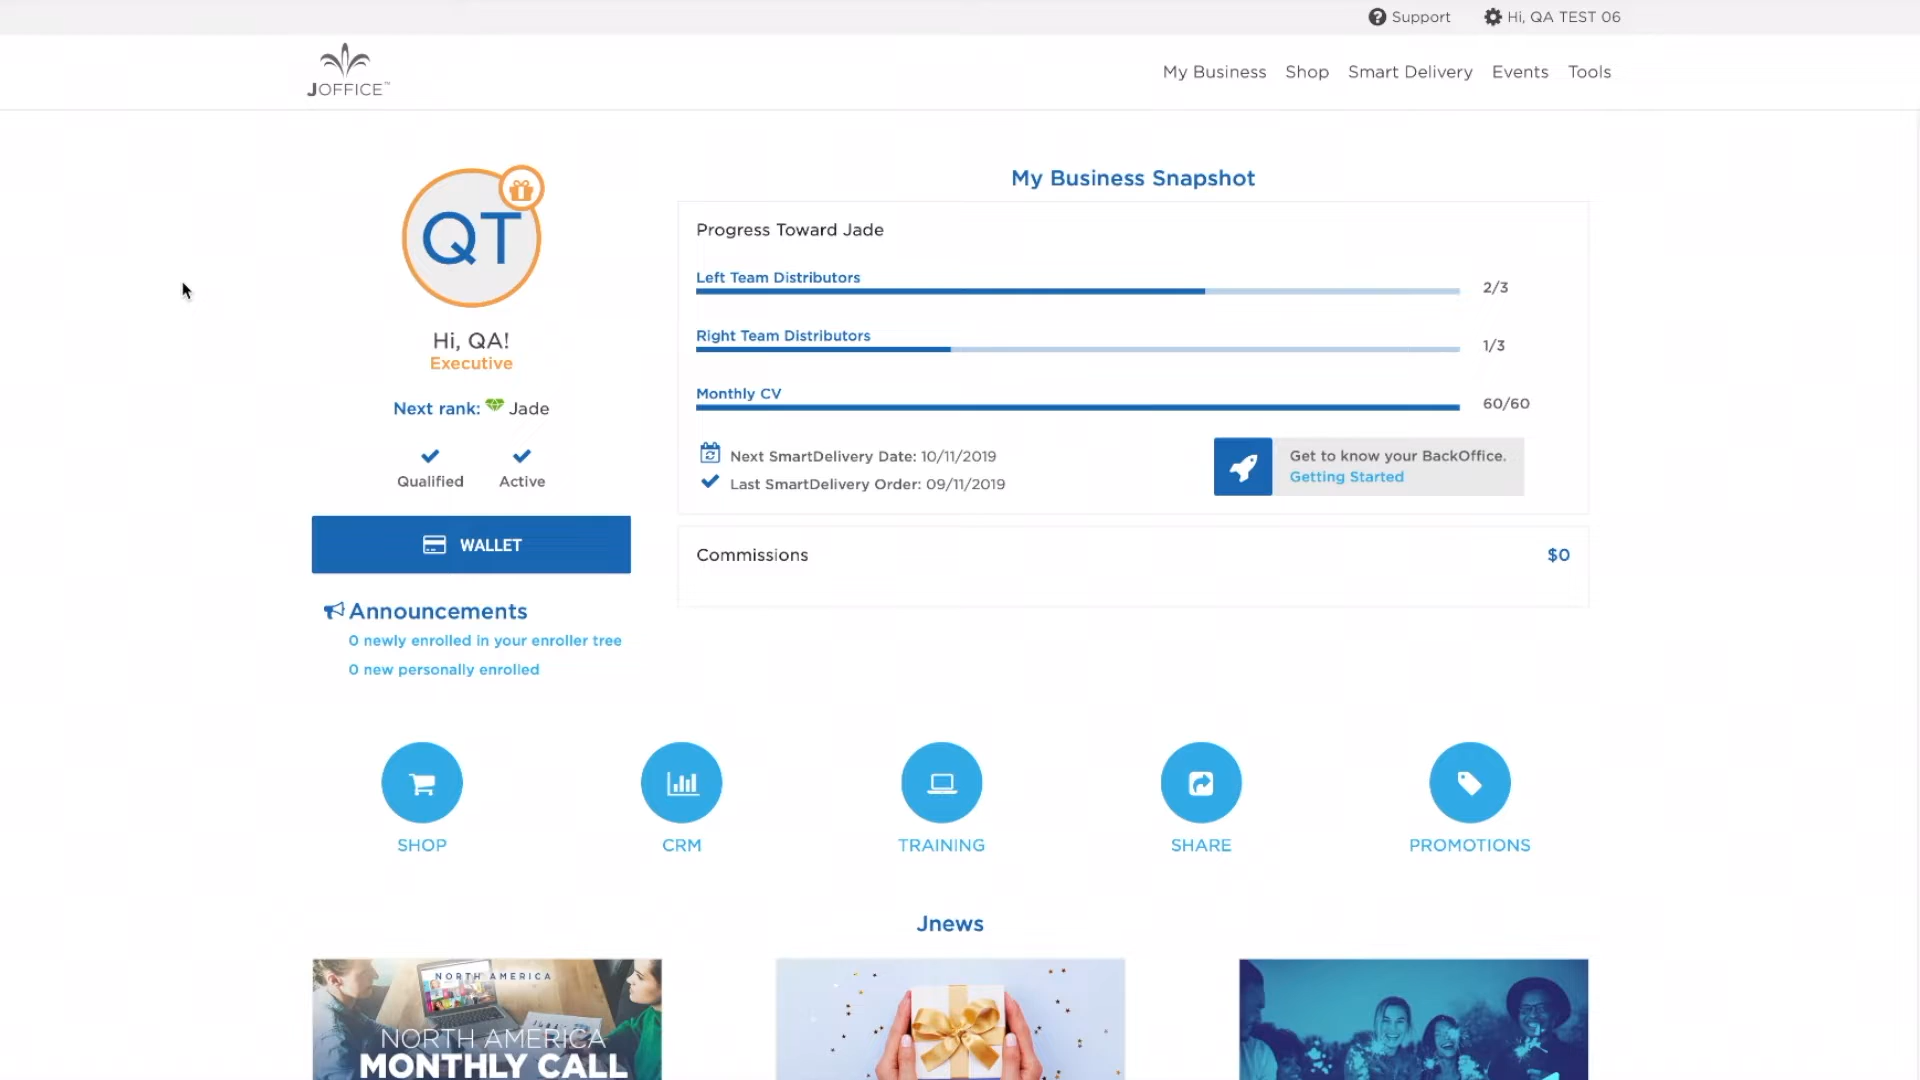 Support
Hi, QA TEST 06
JOFFICE™
My Business
Shop
Smart Delivery
Events
Tools
QT
Hi, QA!
Executive
Next rank: Jade
Qualified
Active
WALLET
Announcements
0 newly enrolled in your enroller tree
0 new personally enrolled
My Business Snapshot
Progress Toward Jade
Left Team Distributors
2/3
Right Team Distributors
1/3
Monthly CV
60/60
Next SmartDelivery Date: 10/11/2019
Last SmartDelivery Order: 09/11/2019
Get to know your BackOffice.
Getting Started
Commissions
$0
SHOP
CRM
TRAINING
SHARE
PROMOTIONS
Jnews
NORTH AMERICA
NORTH AMERICA
MONTHLY CALL